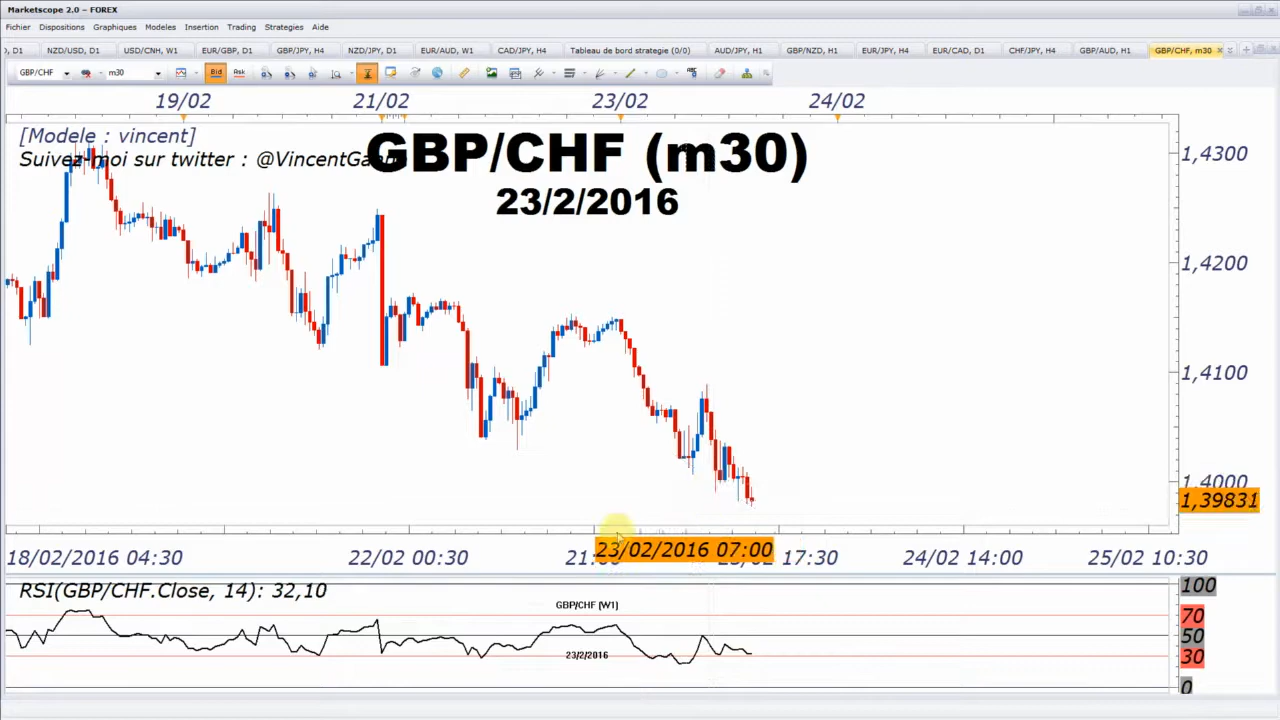 Marketscope 2.0 - FOREX
Fichier Dispositions Graphiques Modeles Insertion Trading Strategies Aide
D, D1 NZD/USD, D1 USD/CNH, W1 EUR/GBP, D1 GBP/JPY, H4 NZD/JPY, D1 EUR/AUD, W1 CAD/JPY, H4 Tableau de bord strategie (0/0) AUD/JPY, H1 GBP/NZD, H1 EUR/JPY, H4 EUR/CAD, D1 CHF/JPY, H4 GBP/AUD, H1 GBP/CHF, m30
GBP/CHF m30 Bid Ask
19/02 21/02 23/02 24/02
[Modele : vincent]
Suivez-moi sur twitter :
GBP/CHF (m30)
23/2/2016
1,4300
1,4200
1,4100
1,4000
1,39831
18/02/2016 04:30 22/02 00:30 23/02/2016 07:00 17:30 24/02 14:00 25/02 10:30
RSI(GBP/CHF.Close, 14): 32,10
GBP/CHF (W1)
23/2/2016
100
70
50
30
0